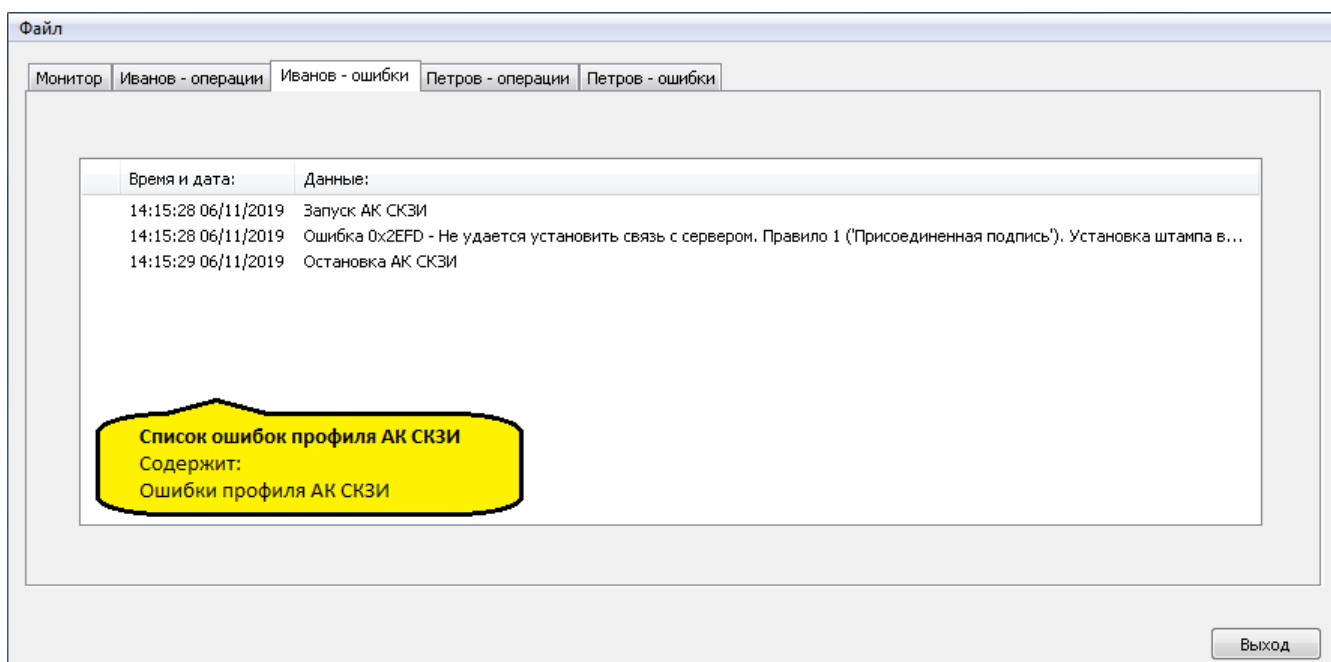 Файл
Монитор Иванов - операции Иванов - ошибки Петров - операции Петров - ошибки
Время и дата: Данные:
14:15:28 06/11/2019 Запуск АК СКЗИ
14:15:28 06/11/2019 Ошибка 0x2EFD - Не удается установить связь с сервером. Правило 1 ('Присоединенная подпись'). Установка штампа в...
14:15:29 06/11/2019 Остановка АК СКЗИ
Список ошибок профиля АК СКЗИ
Содержит:
Ошибки профиля АК СКЗИ
Выход